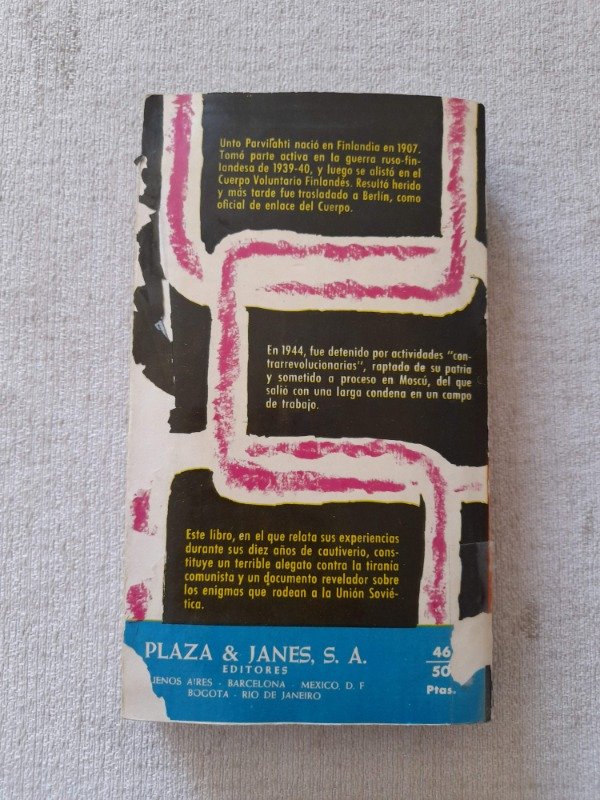 Unto Parvilahti nació en Finlandia en 1907.
Tomó parte activa en la guerra ruso-fin-
landesa de 1939-40, y luego se alistó en el
Cuerpo Voluntario Finlandés. Resultó herido
y más tarde fue trasladado a Berlín, como
oficial de enlace del Cuerpo.
En 1944, fue detenido por actividades "con-
trarrevolucionarias", raptado de su patria
y sometido a proceso en Moscú, del que
salió con una larga condena en un campo
de trabajo.
Este libro, en el que relata sus experiencias
durante sus diez años de cautiverio, cons-
tituye un terrible alegato contra la tiranía
comunista y un documento revelador sobre
los enigmas que rodean a la Unión Sovié-
tica.
PLAZA & JANES, S. A.
EDITORES
UENOS AIRES - BARCELONA - MEXICO, D. F
BOGOTA - RIO DE JANEIRO
46
50
Ptas.